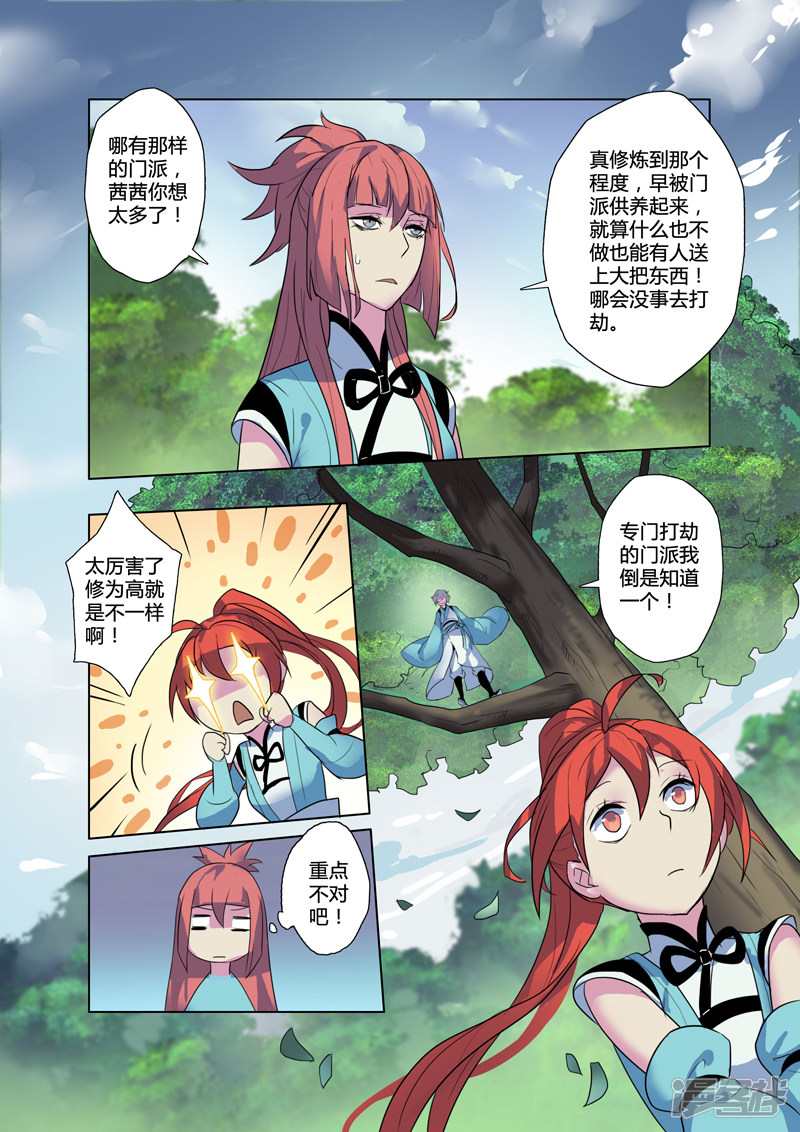 哪有那样
的门派，
茜茜你想
太多了！
真修炼到那个
程度，早被门
派供养起来，
就算什么也不
做也能有人送
上大把东西！
哪会没事去打
劫。
太厉害了
修为高就
是不一样
啊！
专门打劫
的门派我
倒是知道
一个！
重点
不对
吧！
漫客栈